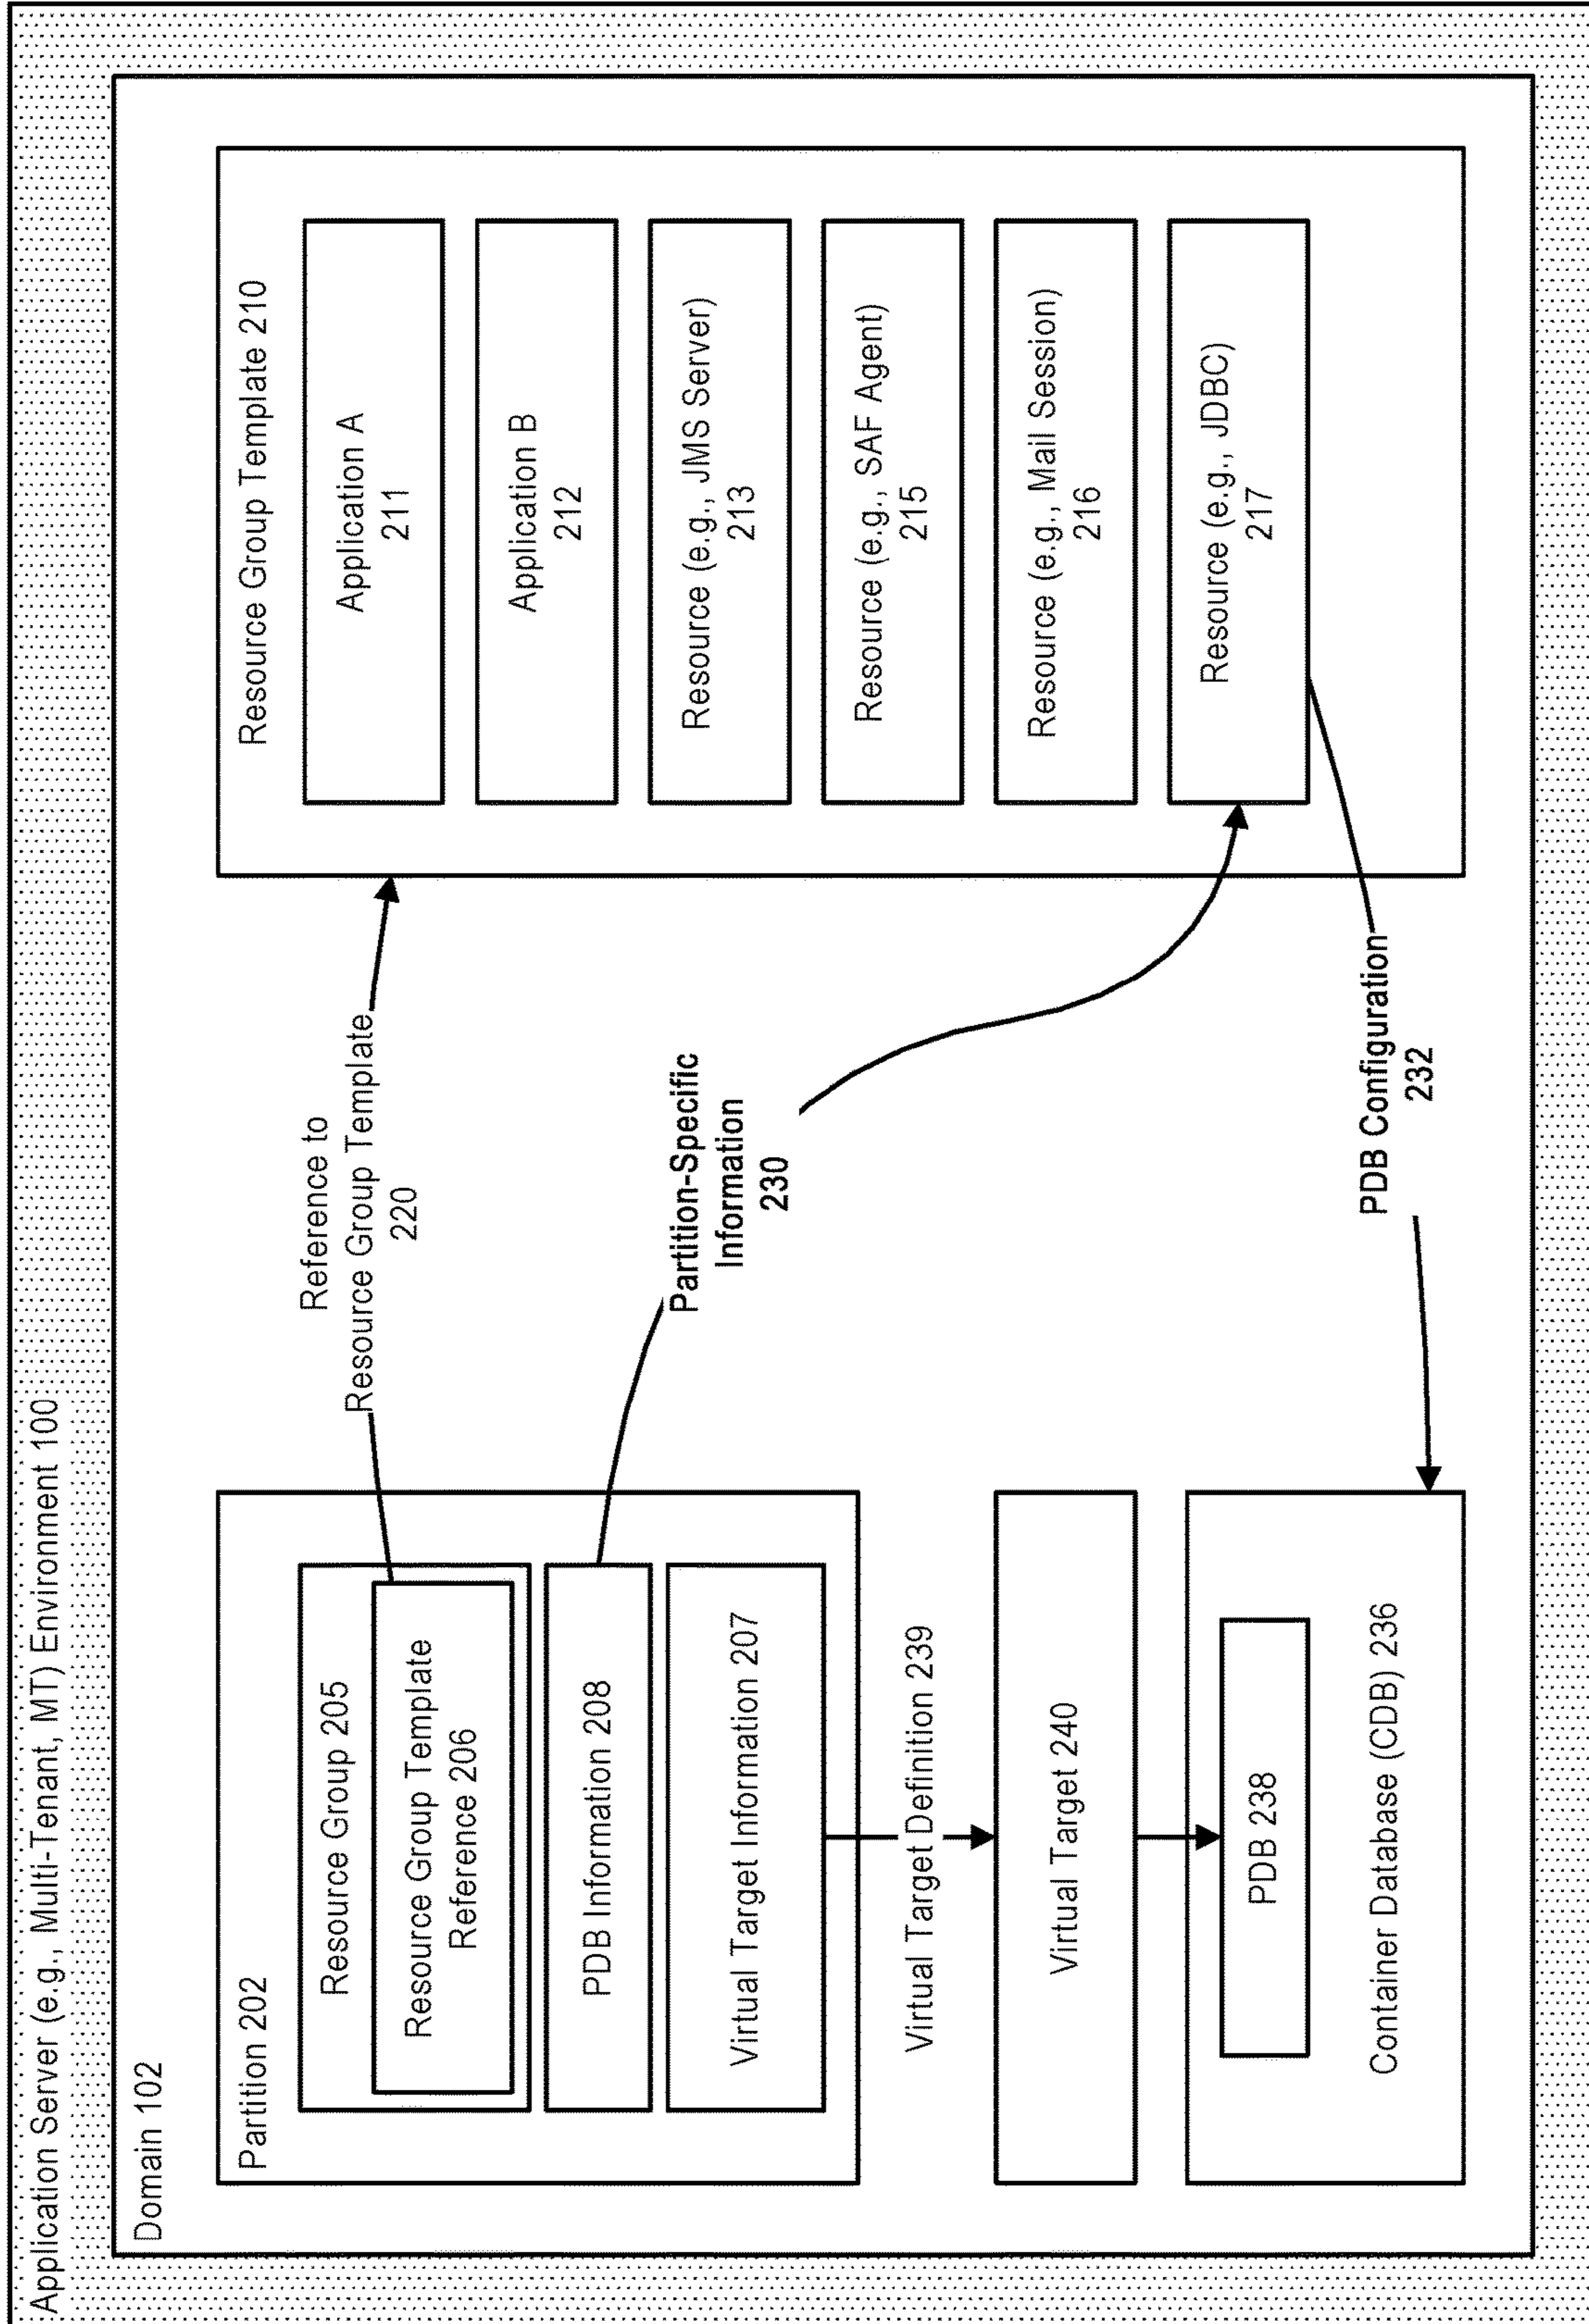 Application Server (e.g., Multi-Tenant, MT) Environment 100
Domain 102
Partition 202
Resource Group 205
Resource Group Template
Reference 206
PDB Information 208
Virtual Target Information 207
Virtual Target Definition 239
Virtual Target 240
PDB 238
Container Database (CDB) 236
Reference to
Resource Group Template
220
Partition-Specific
Information
230
PDB Configuration
232
Resource Group Template 210
Application A
211
Application B
212
Resource (e.g., JMS Server)
213
Resource (e.g., SAF Agent)
215
Resource (e.g., Mail Session)
216
Resource (e.g., JDBC)
217